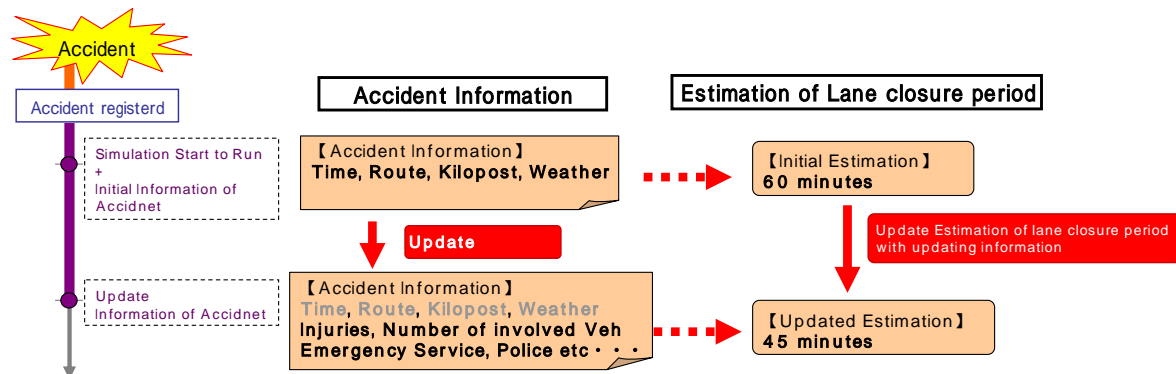 Accident
Accident registerd
Simulation Start to Run
+
Initial Information of
Accidnet
Update
Information of Accidnet
Accident Information
【Accident Information】
Time, Route, Kilopost, Weather
Update
【Accident Information】
Time, Route, Kilopost, Weather
Injuries, Number of involved Veh
Emergency Service, Police etc・・・
Estimation of Lane closure period
【Initial Estimation】
60 minutes
Update Estimation of lane closure period
with updating information
【Updated Estimation】
45 minutes